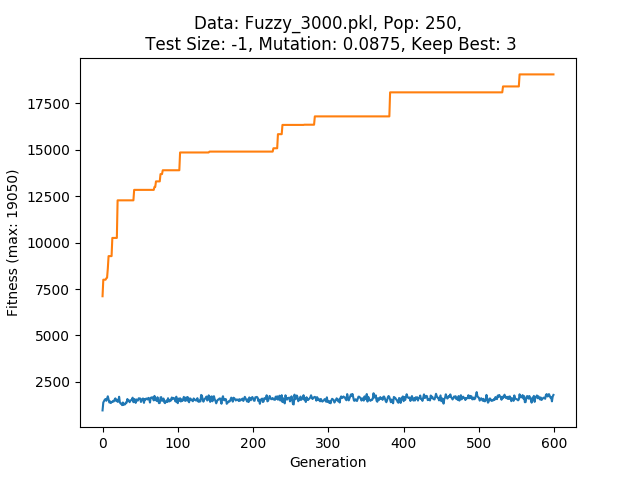 Data: Fuzzy_3000.pkl, Pop: 250,
Test Size: -1, Mutation: 0.0875, Keep Best: 3
17500
15000
12500
10000
7500
5000
2500
Fitness (max: 19050)
0 100 200 300 400 500 600
Generation